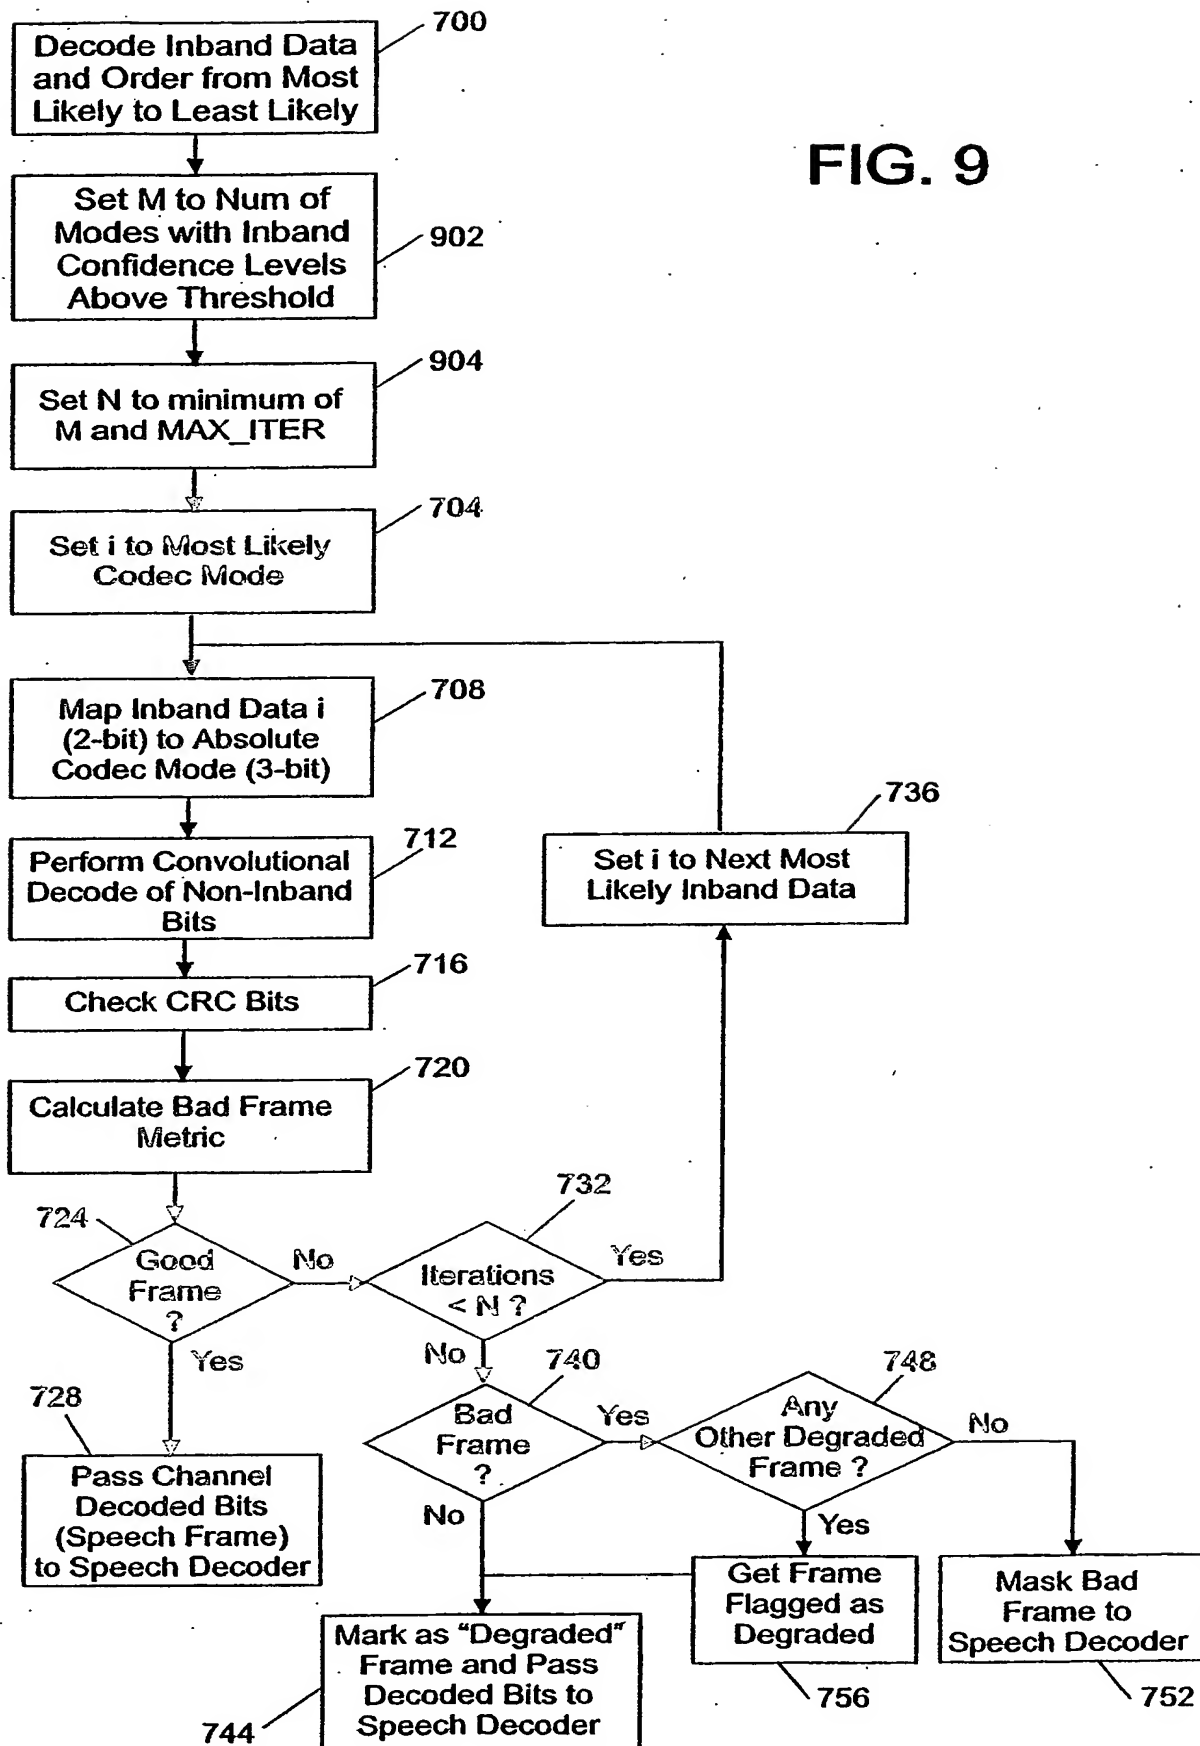 700
Decode Inband Data
and Order from Most
Likely to Least Likely
FIG. 9
Set M to Num of
Modes with Inband
Confidence Levels
Above Threshold
902
904
Set N to minimum of
M and MAX_ITER
704
Set i to Most Likely
Codec Mode
708
Map Inband Data i
(2-bit) to Absolute
Codec Mode (3-bit)
736
Set i to Next Most
Likely Inband Data
712
Perform Convolutional
Decode of Non-Inband
Bits
716
Check CRC Bits
720
Calculate Bad Frame
Metric
724
Good
Frame
?
No
Yes
732
Iterations
< N ?
Yes
No
728
Pass Channel
Decoded Bits
(Speech Frame)
to Speech Decoder
740
Bad
Frame
?
Yes
No
748
Any
Other Degraded
Frame ?
No
Yes
Mark as "Degraded"
Frame and Pass
Decoded Bits to
Speech Decoder
744
Get Frame
Flagged as
Degraded
756
Mask Bad
Frame to
Speech Decoder
752